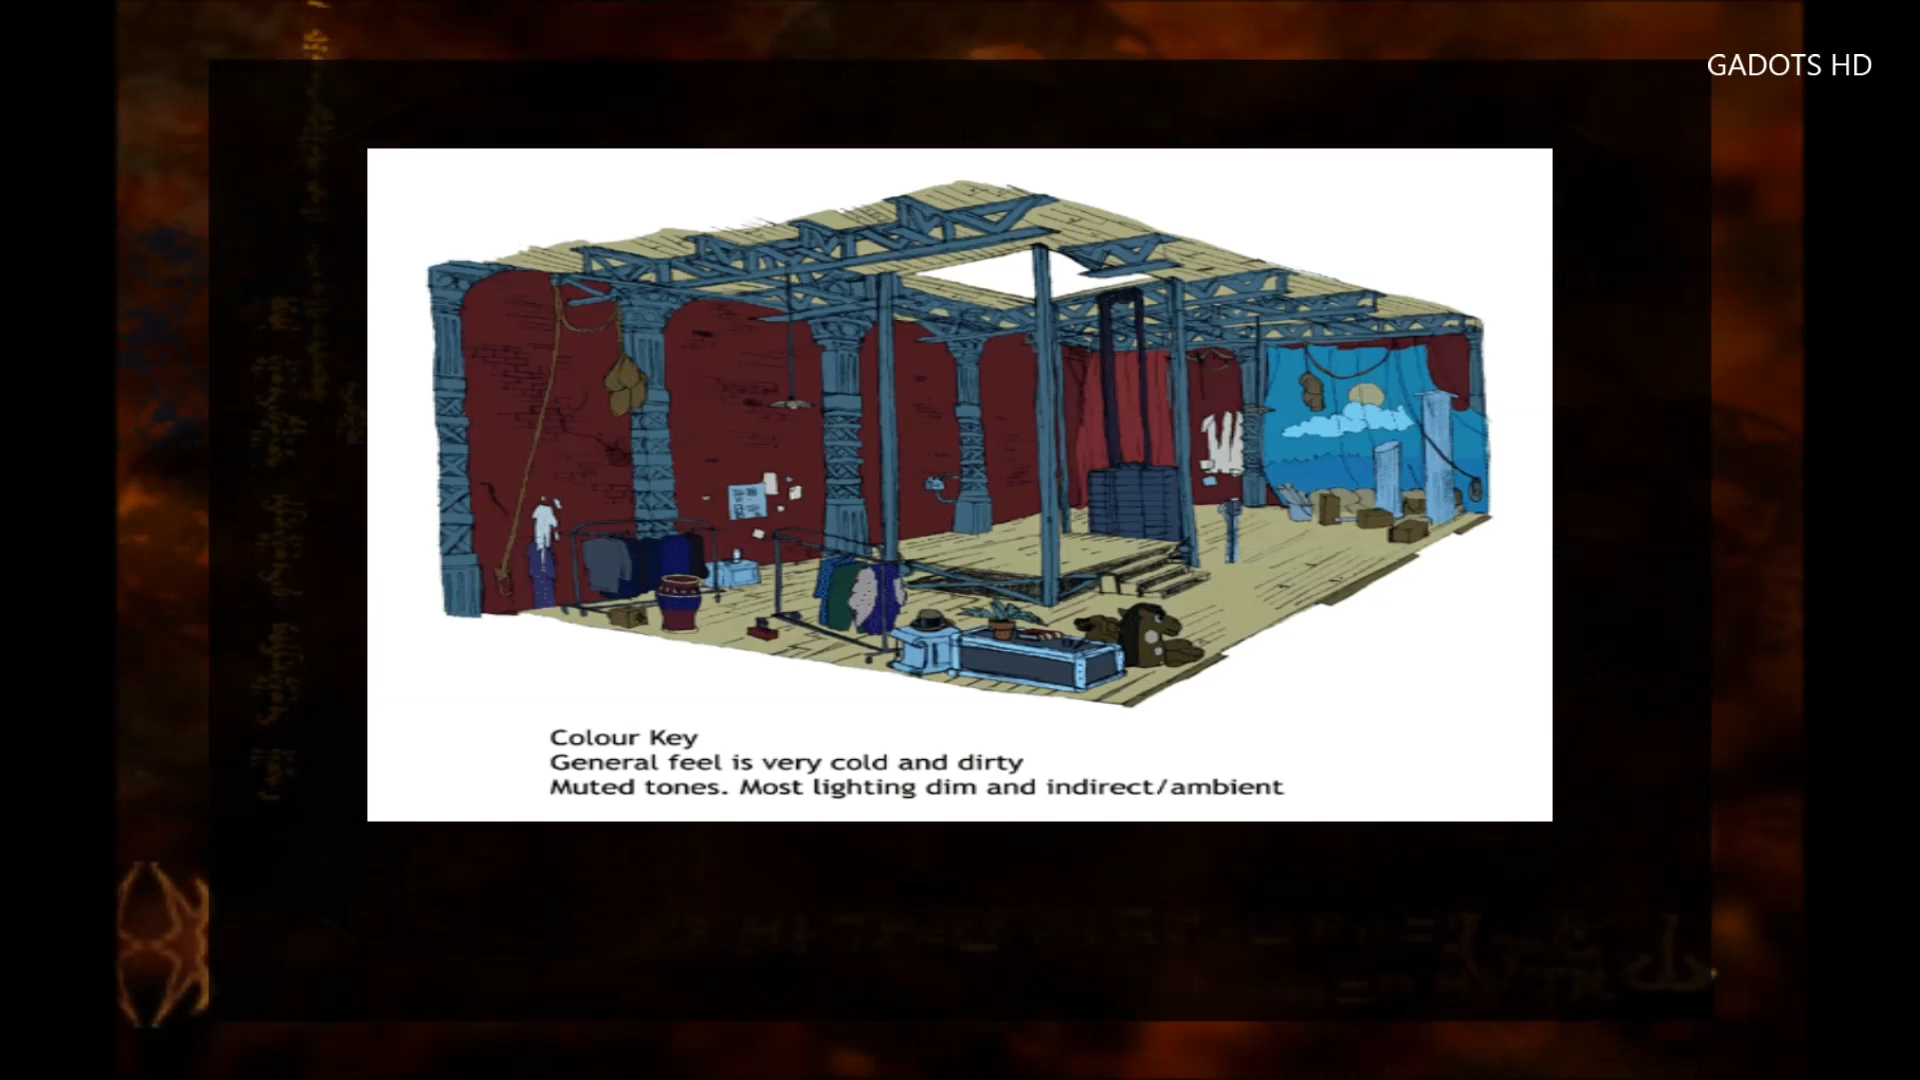 GADOTS HD
Colour Key
General feel is very cold and dirty
Muted tones. Most lighting dim and indirect/ambient